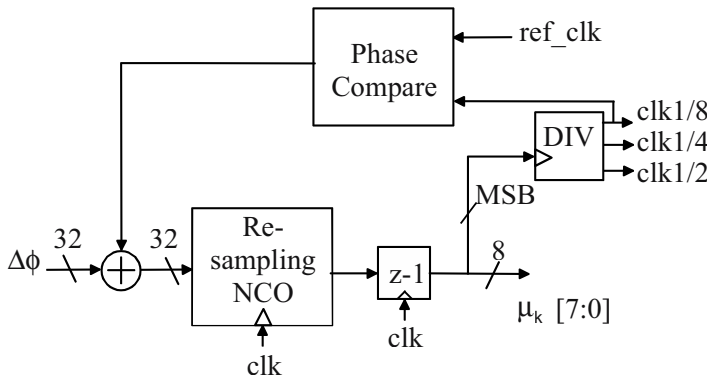 ref_clk
Phase
Compare
clk1/8
DIV
clk1/4
clk1/2
MSB
Re-
sampling
NCO
32
32
Δϕ
z-1
8
μk [7:0]
clk
clk